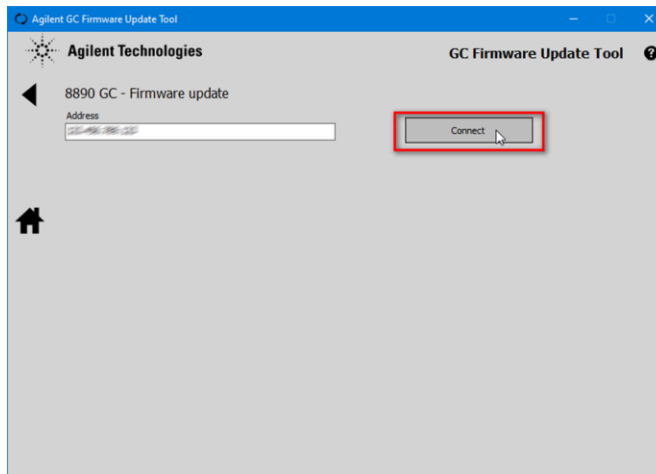 Agilent GC Firmware Update Tool
Agilent Technologies
GC Firmware Update Tool
8890 GC - Firmware update
Address
Connect